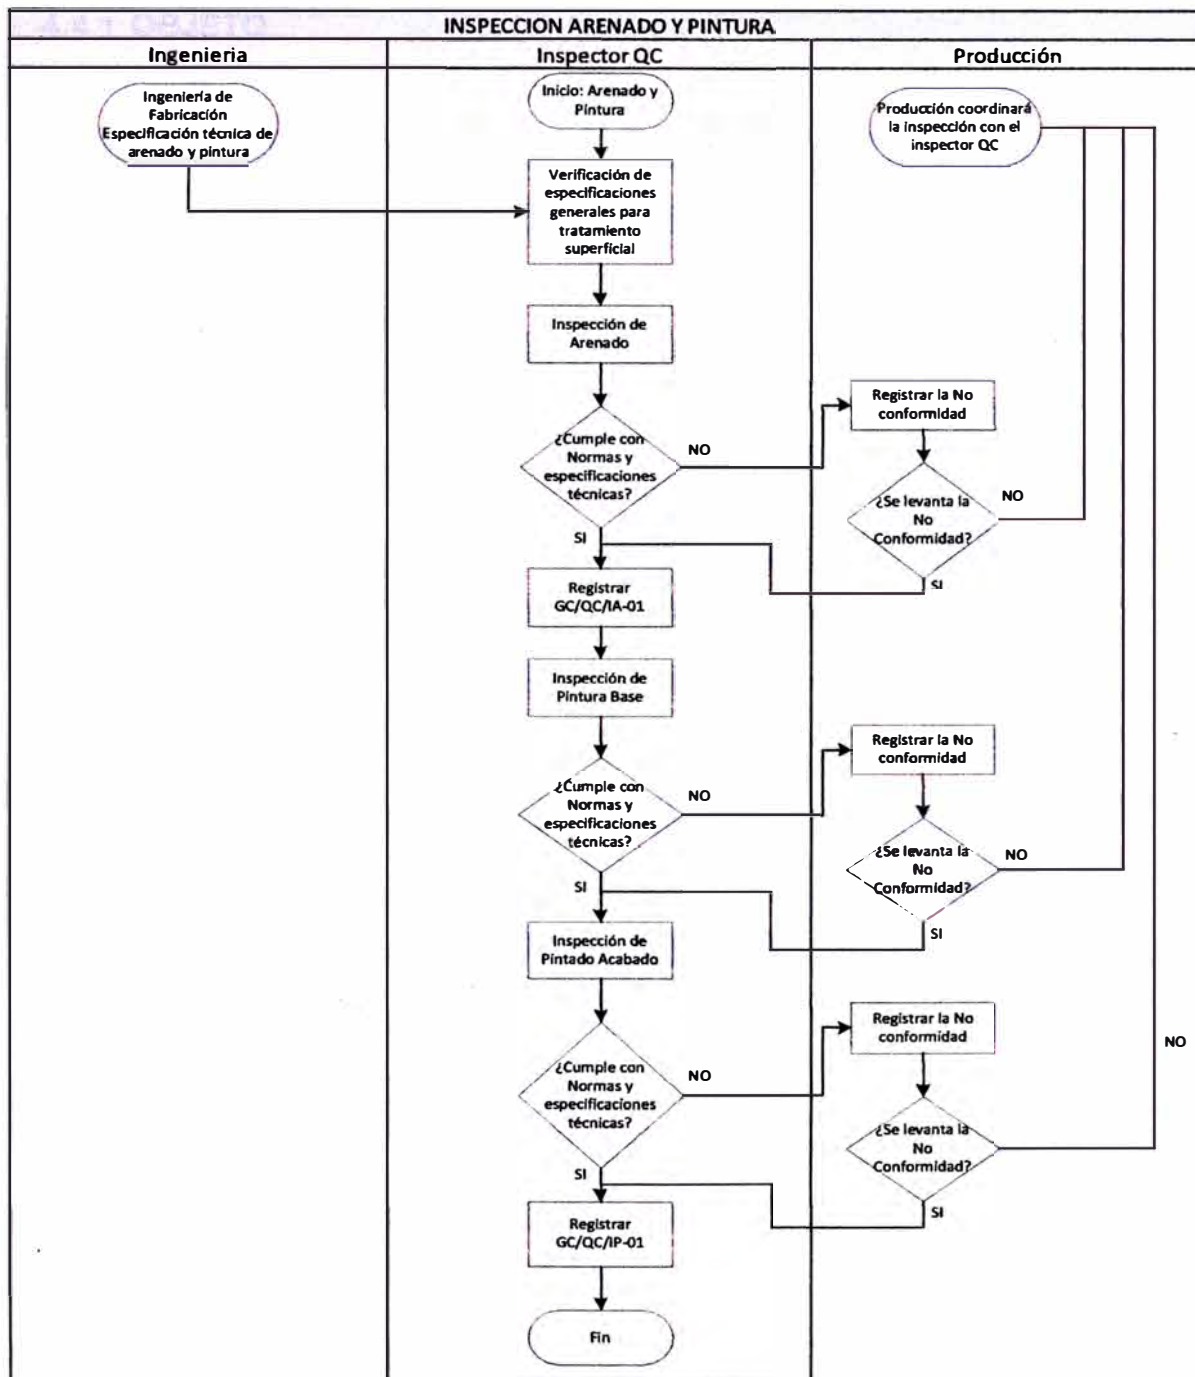 INSPECCION ARENADO Y PINTURA
Ingenieria
Inspector QC
Producción
Ingeniería de
Fabricación
Especificación técnica de
arenado y pintura
Inicio: Arenado y
Pintura
Producción coordinará
la inspección con el
inspector QC
Verificación de
especificaciones
generales para
tratamiento
superficial
Inspección de
Arenado
¿Cumple con
Normas y
especificaciones
técnicas?
NO
SI
Registrar la No
conformidad
¿Se levanta la
No
Conformidad?
NO
SI
Registrar
GC/QC/IA-01
Inspección de
Pintura Base
¿Cumple con
Normas y
especificaciones
técnicas?
NO
SI
Registrar la No
conformidad
¿Se levanta la
No
Conformidad?
NO
SI
Inspección de
Pintado Acabado
¿Cumple con
Normas y
especificaciones
técnicas?
NO
SI
Registrar la No
conformidad
¿Se levanta la
No
Conformidad?
NO
SI
Registrar
GC/QC/IP-01
Fin